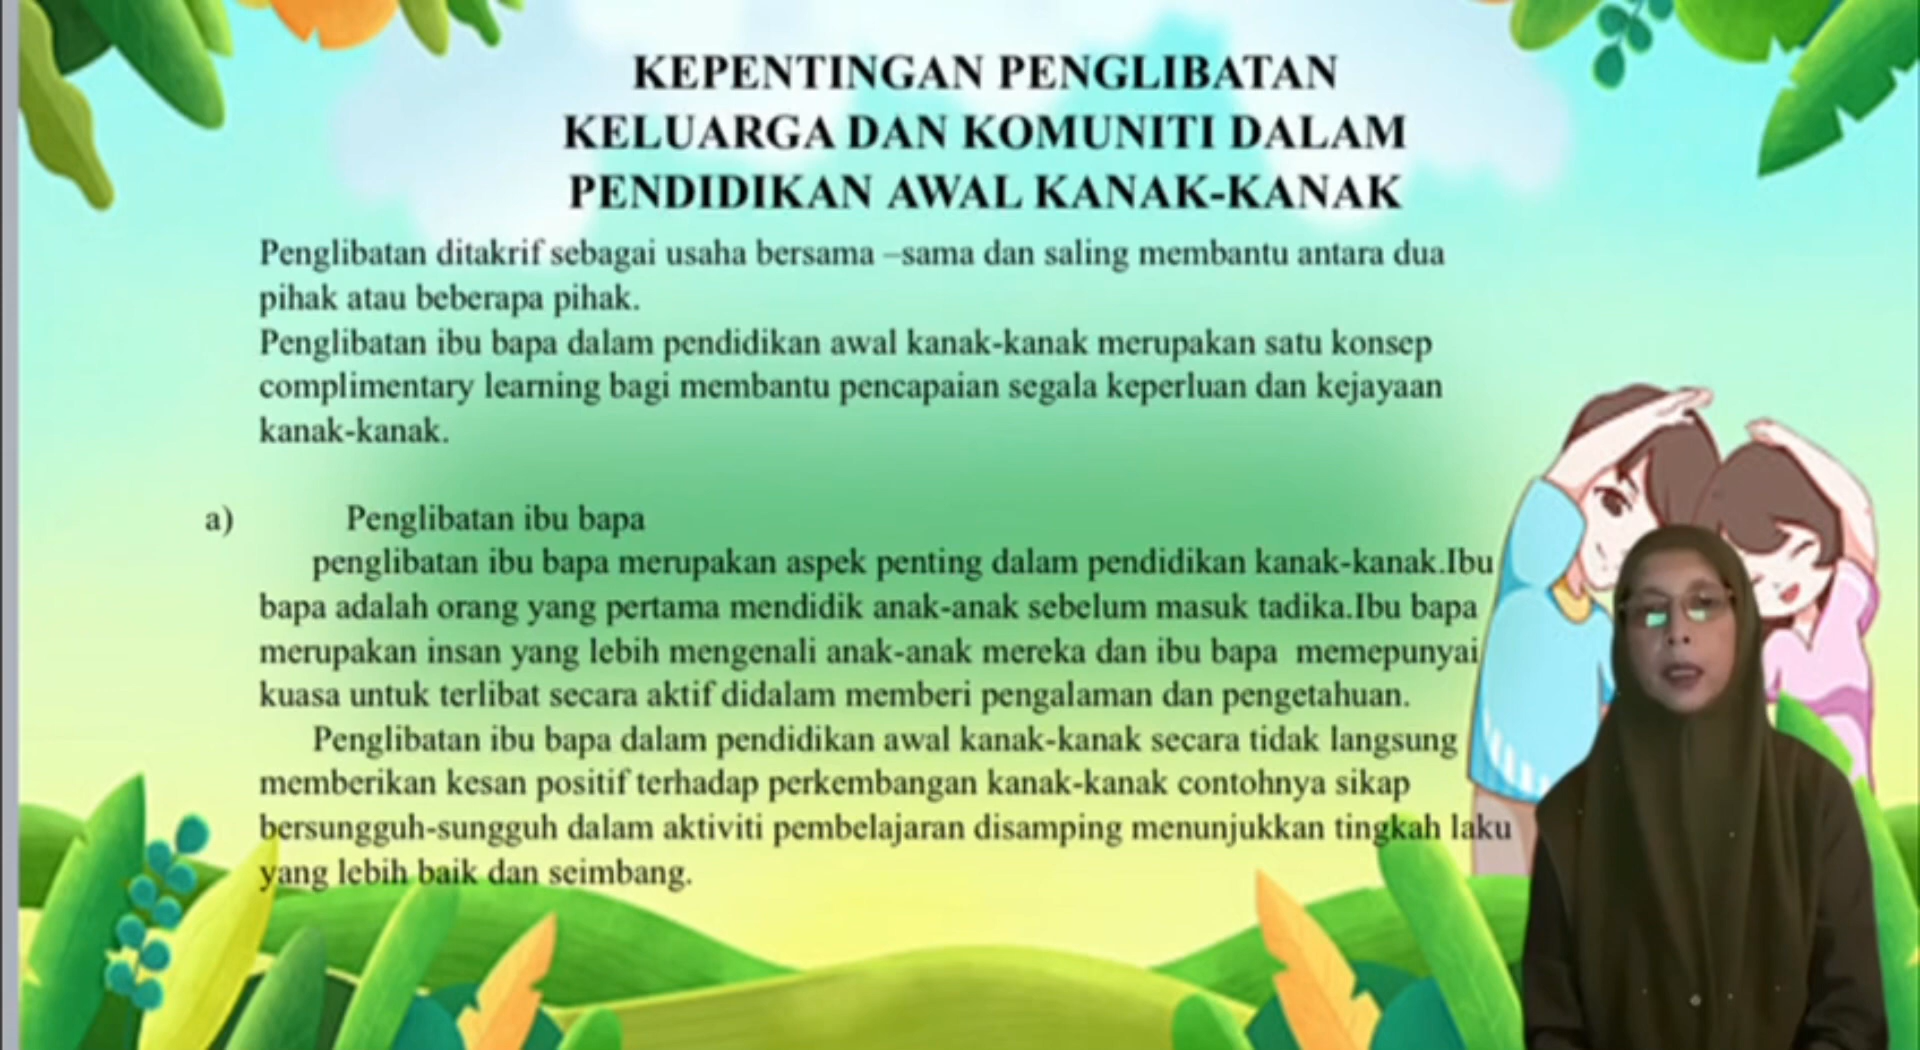 KEPENTINGAN PENGLIBATAN
KELUARGA DAN KOMUNITI DALAM
PENDIDIKAN AWAL KANAK-KANAK
Penglibatan ditakrif sebagai usaha bersama –sama dan saling membantu antara dua
pihak atau beberapa pihak.
Penglibatan ibu bapa dalam pendidikan awal kanak-kanak merupakan satu konsep
complimentary learning bagi membantu pencapaian segala keperluan dan kejayaan
kanak-kanak.
a) Penglibatan ibu bapa
penglibatan ibu bapa merupakan aspek penting dalam pendidikan kanak-kanak.Ibu
bapa adalah orang yang pertama mendidik anak-anak sebelum masuk tadika.Ibu bapa
merupakan insan yang lebih mengenali anak-anak mereka dan ibu bapa memepunyai
kuasa untuk terlibat secara aktif didalam memberi pengalaman dan pengetahuan.
Penglibatan ibu bapa dalam pendidikan awal kanak-kanak secara tidak langsung
memberikan kesan positif terhadap perkembangan kanak-kanak contohnya sikap
bersungguh-sungguh dalam aktiviti pembelajaran disamping menunjukkan tingkah laku
yang lebih baik dan seimbang.